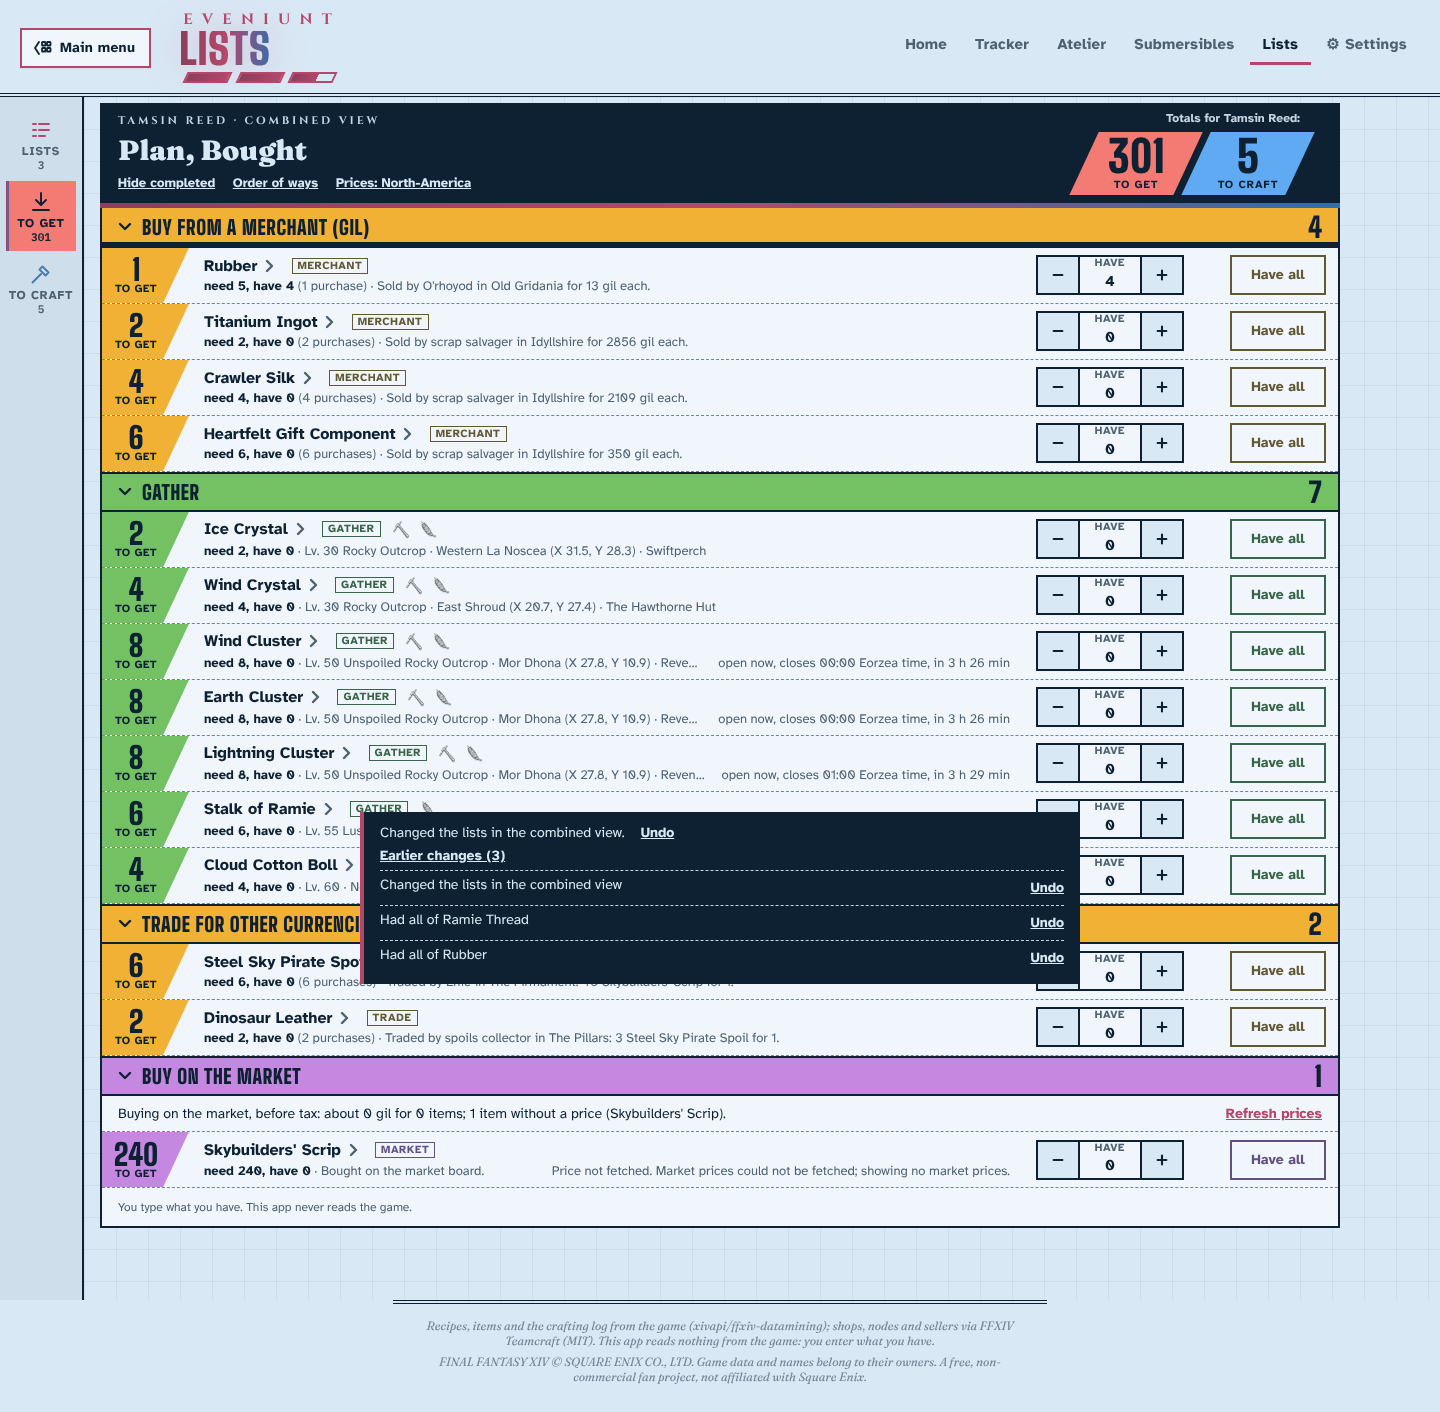 Main menu
EVENIUNT
LISTS
Home
Tracker
Atelier
Submersibles
Lists
Settings
LISTS
3
TO GET
301
TO CRAFT
5
TAMSIN REED · COMBINED VIEW
Plan, Bought
Hide completed
Order of ways
Prices: North-America
Totals for Tamsin Reed:
301
TO GET
5
TO CRAFT
BUY FROM A MERCHANT (GIL)
4
1
TO GET
Rubber
MERCHANT
need 5, have 4 (1 purchase) · Sold by O'rhoyod in Old Gridania for 13 gil each.
− HAVE 4 +
Have all
2
TO GET
Titanium Ingot
MERCHANT
need 2, have 0 (2 purchases) · Sold by scrap salvager in Idyllshire for 2856 gil each.
− HAVE 0 +
Have all
4
TO GET
Crawler Silk
MERCHANT
need 4, have 0 (4 purchases) · Sold by scrap salvager in Idyllshire for 2109 gil each.
− HAVE 0 +
Have all
6
TO GET
Heartfelt Gift Component
MERCHANT
need 6, have 0 (6 purchases) · Sold by scrap salvager in Idyllshire for 350 gil each.
− HAVE 0 +
Have all
GATHER
7
2
TO GET
Ice Crystal
GATHER
need 2, have 0 · Lv. 30 Rocky Outcrop · Western La Noscea (X 31.5, Y 28.3) · Swiftperch
− HAVE 0 +
Have all
4
TO GET
Wind Crystal
GATHER
need 4, have 0 · Lv. 30 Rocky Outcrop · East Shroud (X 20.7, Y 27.4) · The Hawthorne Hut
− HAVE 0 +
Have all
8
TO GET
Wind Cluster
GATHER
need 8, have 0 · Lv. 50 Unspoiled Rocky Outcrop · Mor Dhona (X 27.8, Y 10.9) · Reve...
open now, closes 00:00 Eorzea time, in 3 h 26 min
− HAVE 0 +
Have all
8
TO GET
Earth Cluster
GATHER
need 8, have 0 · Lv. 50 Unspoiled Rocky Outcrop · Mor Dhona (X 27.8, Y 10.9) · Reve...
open now, closes 00:00 Eorzea time, in 3 h 26 min
− HAVE 0 +
Have all
8
TO GET
Lightning Cluster
GATHER
need 8, have 0 · Lv. 50 Unspoiled Rocky Outcrop · Mor Dhona (X 27.8, Y 10.9) · Reven...
open now, closes 01:00 Eorzea time, in 3 h 29 min
− HAVE 0 +
Have all
6
TO GET
Stalk of Ramie
GATHER
need 6, have 0 · Lv. 55 Lus
HAVE 0 +
Have all
4
TO GET
Cloud Cotton Boll
need 4, have 0 · Lv. 60 · N
HAVE 0 +
Have all
Changed the lists in the combined view.
Undo
Earlier changes (3)
Changed the lists in the combined view
Undo
Had all of Ramie Thread
Undo
Had all of Rubber
Undo
TRADE FOR OTHER CURRENCI
2
6
TO GET
Steel Sky Pirate Spo
need 6, have 0 (6 purchases)
HAVE 0 +
Have all
2
TO GET
Dinosaur Leather
TRADE
need 2, have 0 (2 purchases) · Traded by spoils collector in The Pillars: 3 Steel Sky Pirate Spoil for 1.
− HAVE 0 +
Have all
BUY ON THE MARKET
1
Buying on the market, before tax: about 0 gil for 0 items; 1 item without a price (Skybuilders' Scrip).
Refresh prices
240
TO GET
Skybuilders' Scrip
MARKET
need 240, have 0 · Bought on the market board.
Price not fetched. Market prices could not be fetched; showing no market prices.
− HAVE 0 +
Have all
You type what you have. This app never reads the game.
Recipes, items and the crafting log from the game (xivapi/ffxiv-datamining); shops, nodes and sellers via FFXIV
Teamcraft (MIT). This app reads nothing from the game: you enter what you have.
FINAL FANTASY XIV © SQUARE ENIX CO., LTD. Game data and names belong to their owners. A free, non-
commercial fan project, not affiliated with Square Enix.